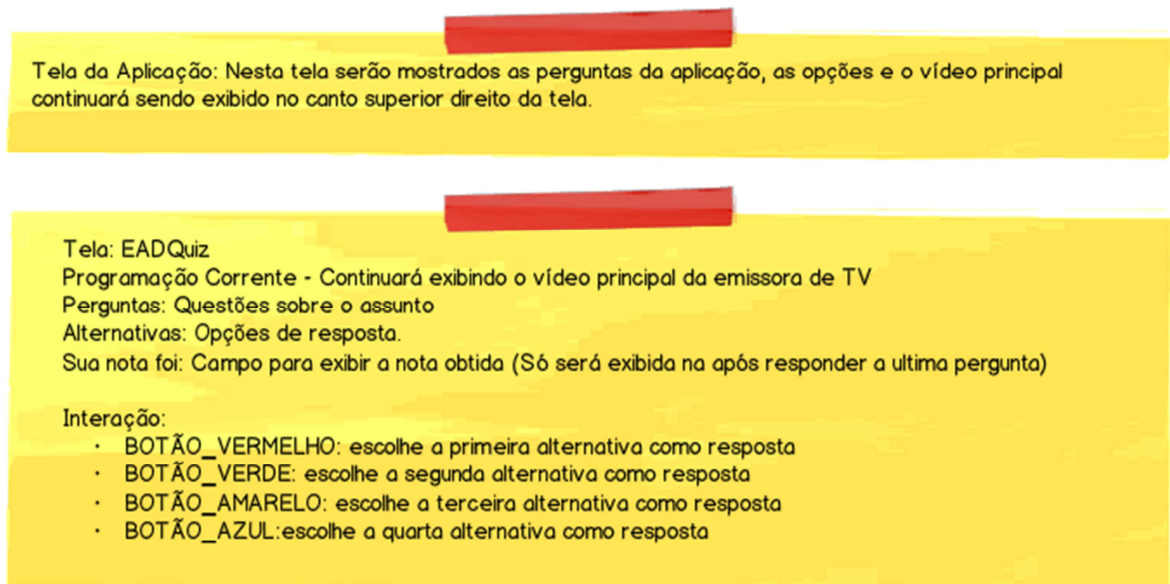 Tela da Aplicação: Nesta tela serão mostrados as perguntas da aplicação, as opções e o vídeo principal
continuará sendo exibido no canto superior direito da tela.
Tela: EADQuiz
Programação Corrente - Continuará exibindo o vídeo principal da emissora de TV
Perguntas: Questões sobre o assunto
Alternativas: Opções de resposta.
Sua nota foi: Campo para exibir a nota obtida (Só será exibida na após responder a ultima pergunta)
Interação:
· BOTÃO_VERMELHO: escolhe a primeira alternativa como resposta
· BOTÃO_VERDE: escolhe a segunda alternativa como resposta
· BOTÃO_AMARELO: escolhe a terceira alternativa como resposta
· BOTÃO_AZUL:escolhe a quarta alternativa como resposta